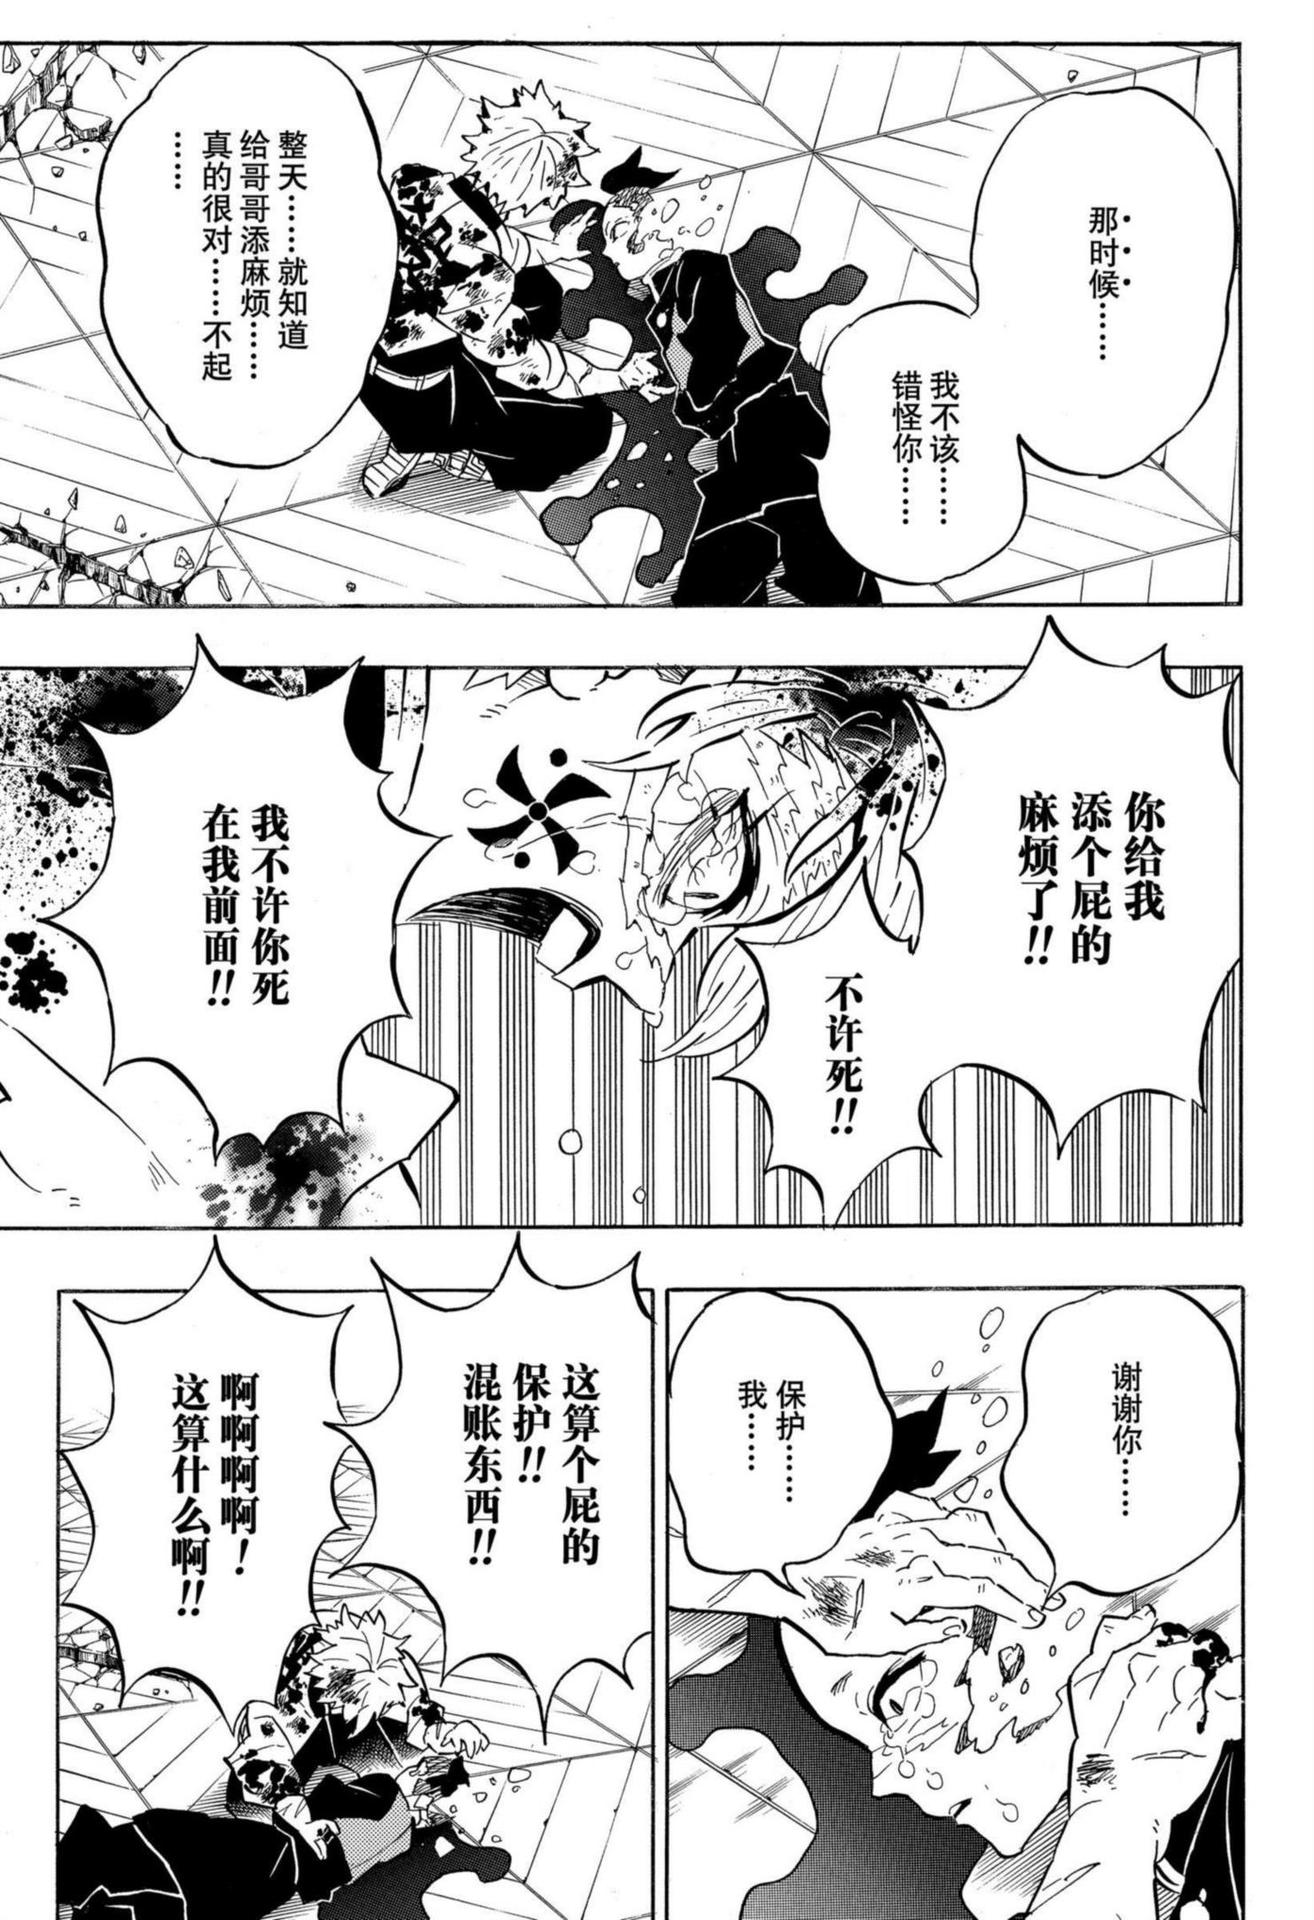 那时候……
我不该……
错怪你……
整天……就知道
给哥哥添麻烦……
真的很对……不起
……
你给我
添个屁的
麻烦了!!
不许死!!
我不许你死
在我前面!!
谢谢你……
保护……
我……
这算个屁的
保护!!
混账东西!!
啊啊啊啊!
这算什么啊!!